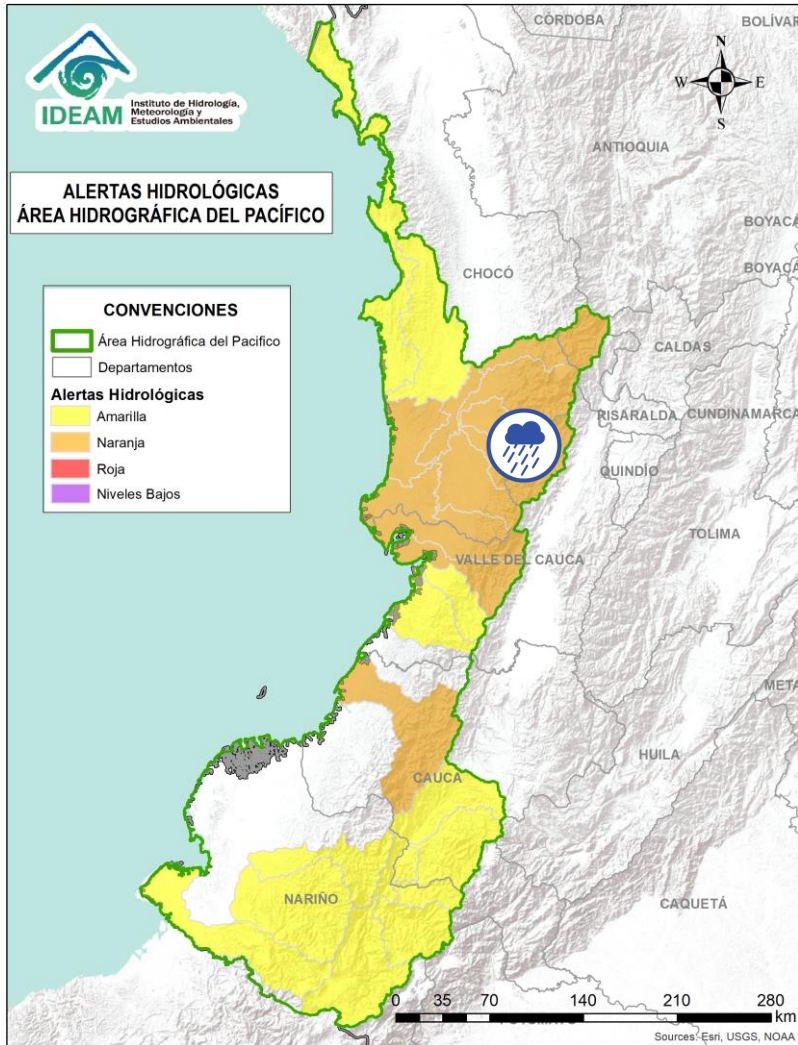 CÓRDOBA
BOLÍVAR
N
W
E
S
IDEAM
Instituto de Hidrología,
Meteorología y
Estudios Ambientales
ANTIOQUIA
ALERTAS HIDROLÓGICAS
ÁREA HIDROGRÁFICA DEL PACÍFICO
BOYACÁ
BOYACÁ
CHOCÓ
CONVENCIONES
Área Hidrográfica del Pacifico
Departamentos
Alertas Hidrológicas
Amarilla
Naranja
Roja
Niveles Bajos
CALDAS
RISARALDA
CUNDINAMARCA
QUINDÍO
TOLIMA
VALLE DEL CAUCA
META
HUILA
CAUCA
NARIÑO
CAQUETÁ
0 35 70 140 210 280
km
Sources: Esri, USGS, NOAA